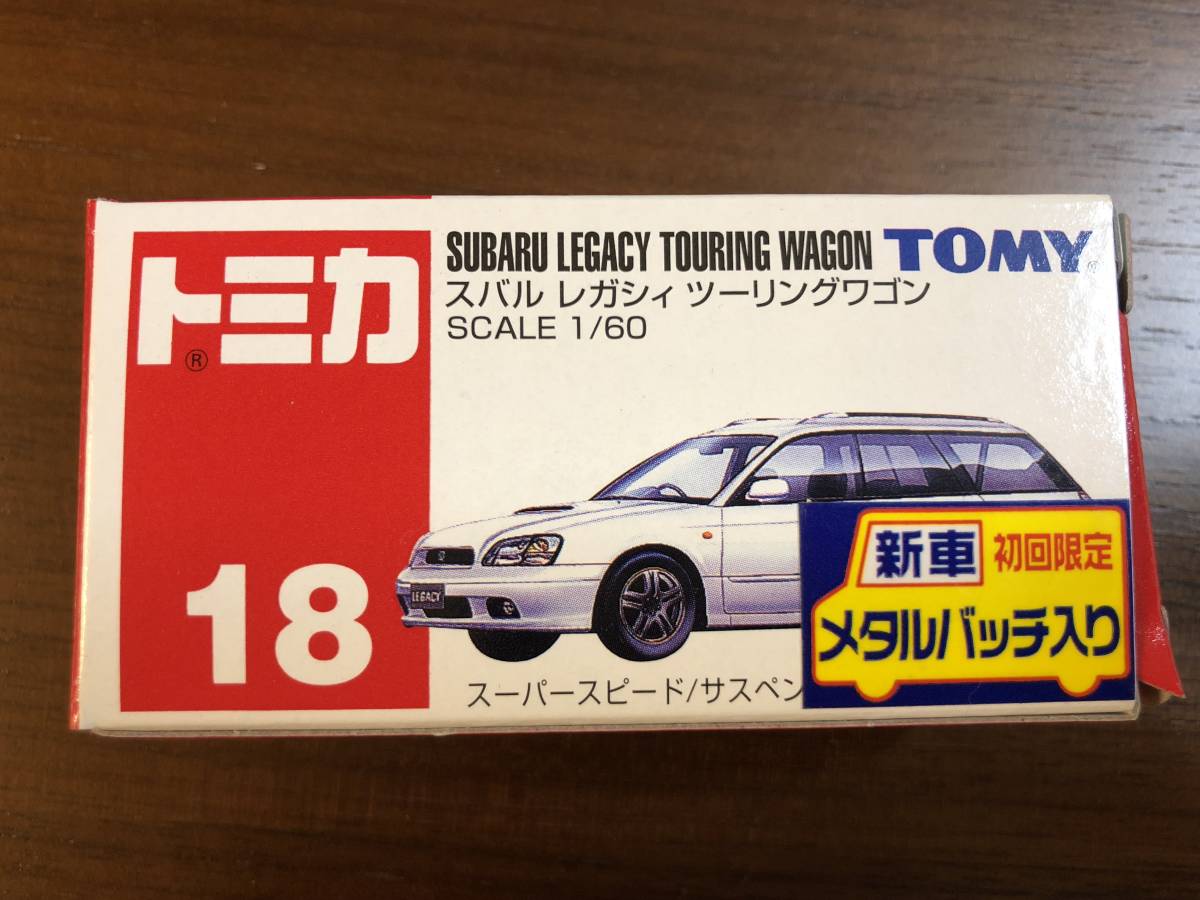 トミカ
®
18
SUBARU LEGACY TOURING WAGON
TOMY®
スバル レガシィ ツーリングワゴン
SCALE 1/60
LEGACY
新車 初回限定
メタルバッチ入り
スーパースピード/サスペン